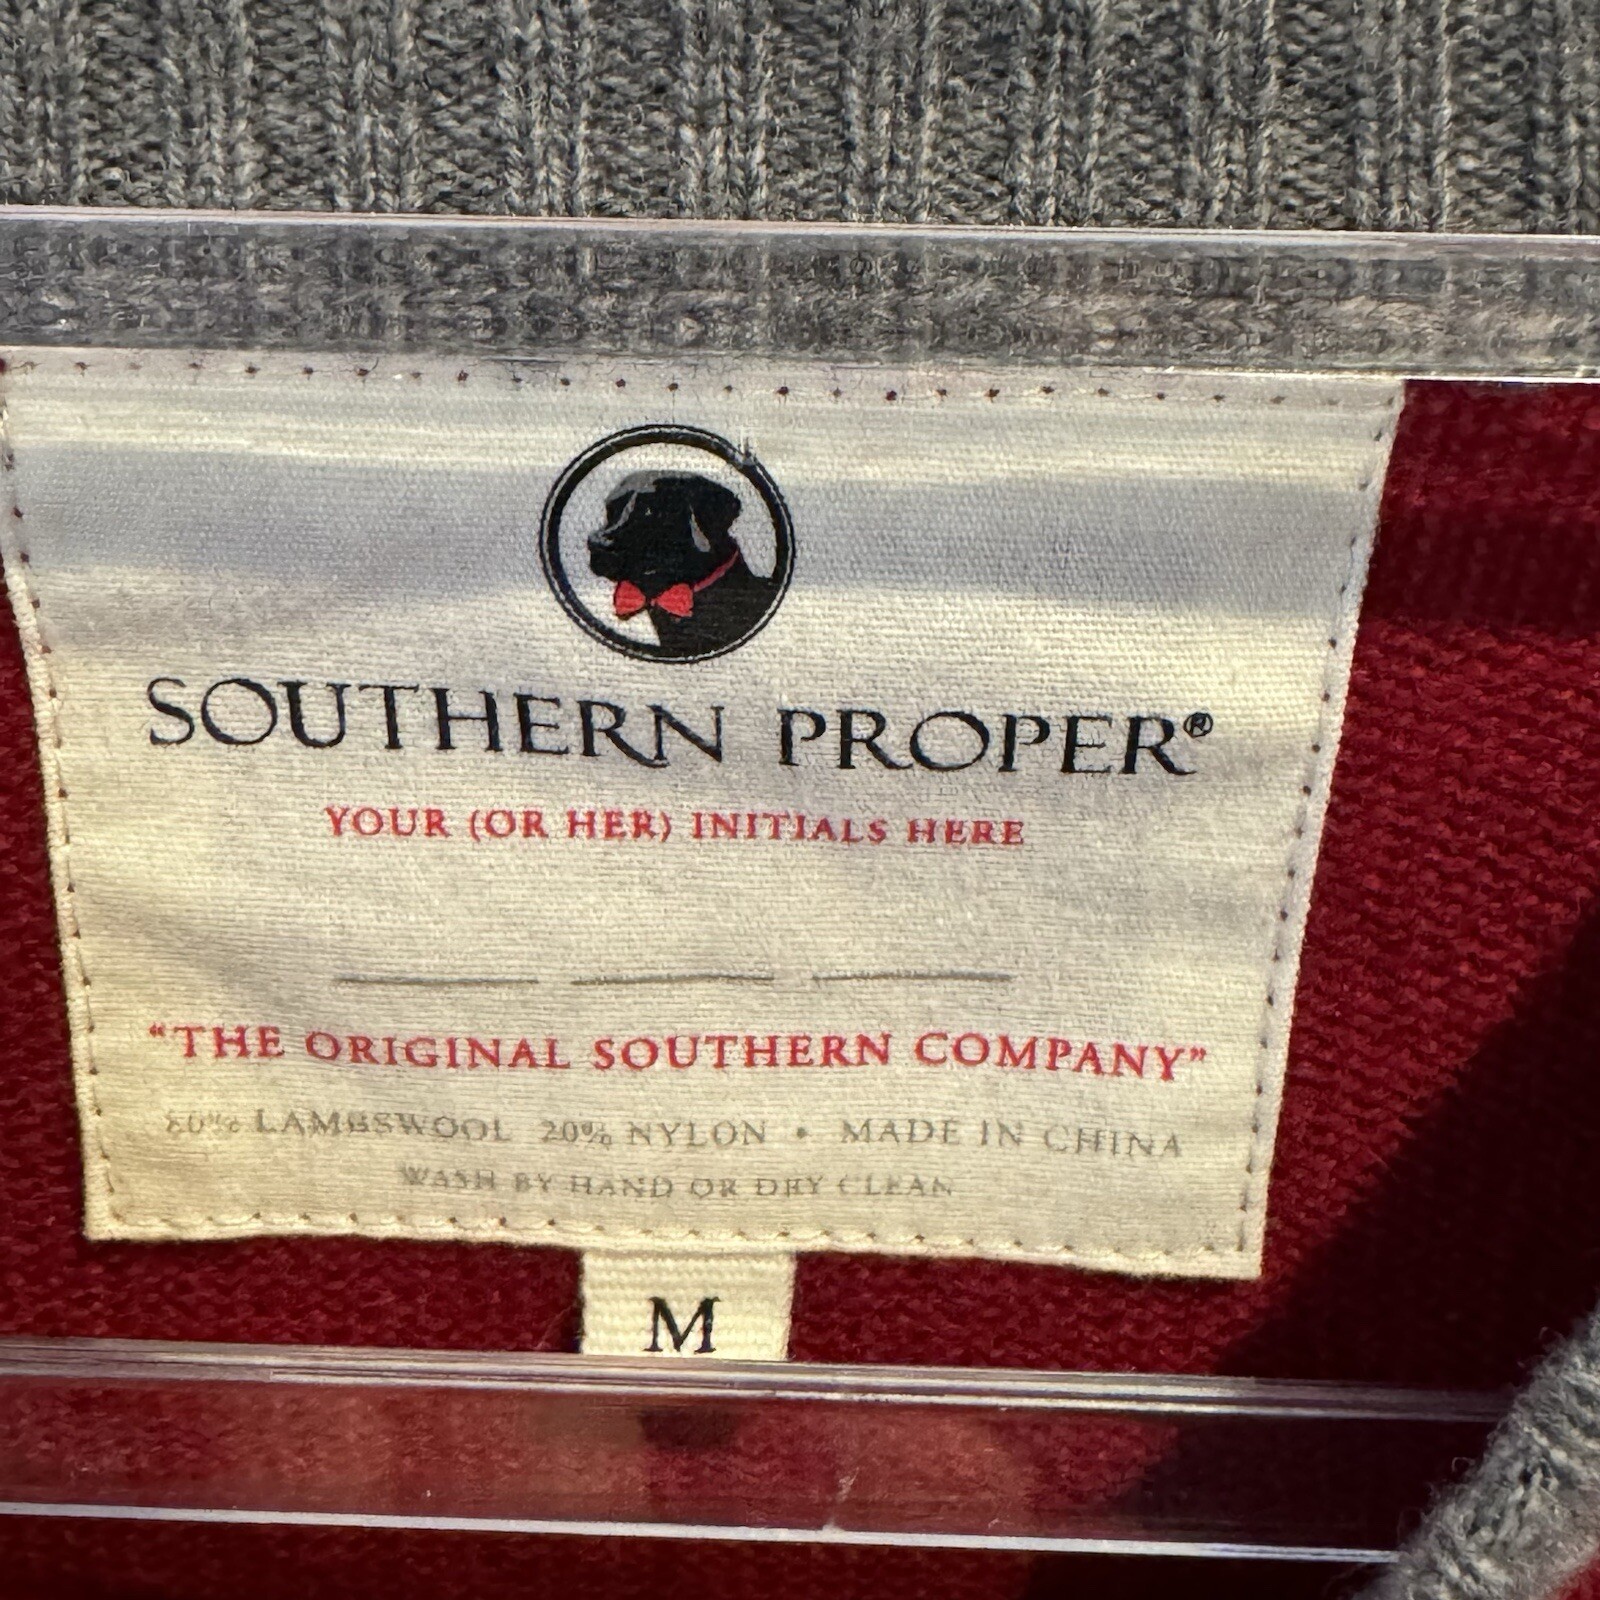 SOUTHERN PROPER®
YOUR (OR HER) INITIALS HERE
"THE ORIGINAL SOUTHERN COMPANY"
80% LAMBSWOOL 20% NYLON • MADE IN CHINA
WASH BY HAND OR DRY CLEAN
M